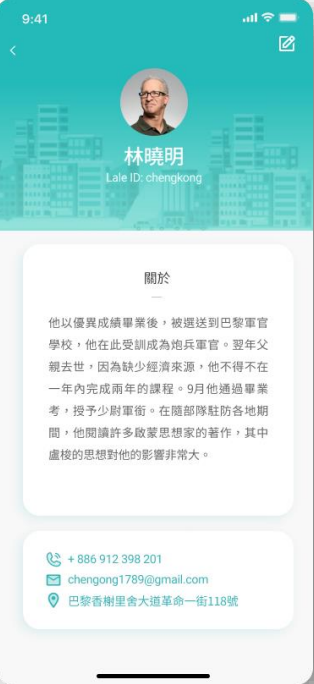 9:41
林曉明
Lale ID: chengkong
關於
他以優異成績畢業後，被選送到巴黎軍官
學校，他在此受訓成為炮兵軍官。翌年父
親去世，因為缺少經濟來源，他不得不在
一年內完成兩年的課程。9月他通過畢業
考，授予少尉軍銜。在隨部隊駐防各地期
間，他閱讀許多啟蒙思想家的著作，其中
盧梭的思想對他的影響非常大。
+ 886 912 398 201
chengong1789@gmail.com
巴黎香榭里舍大道革命一街118號